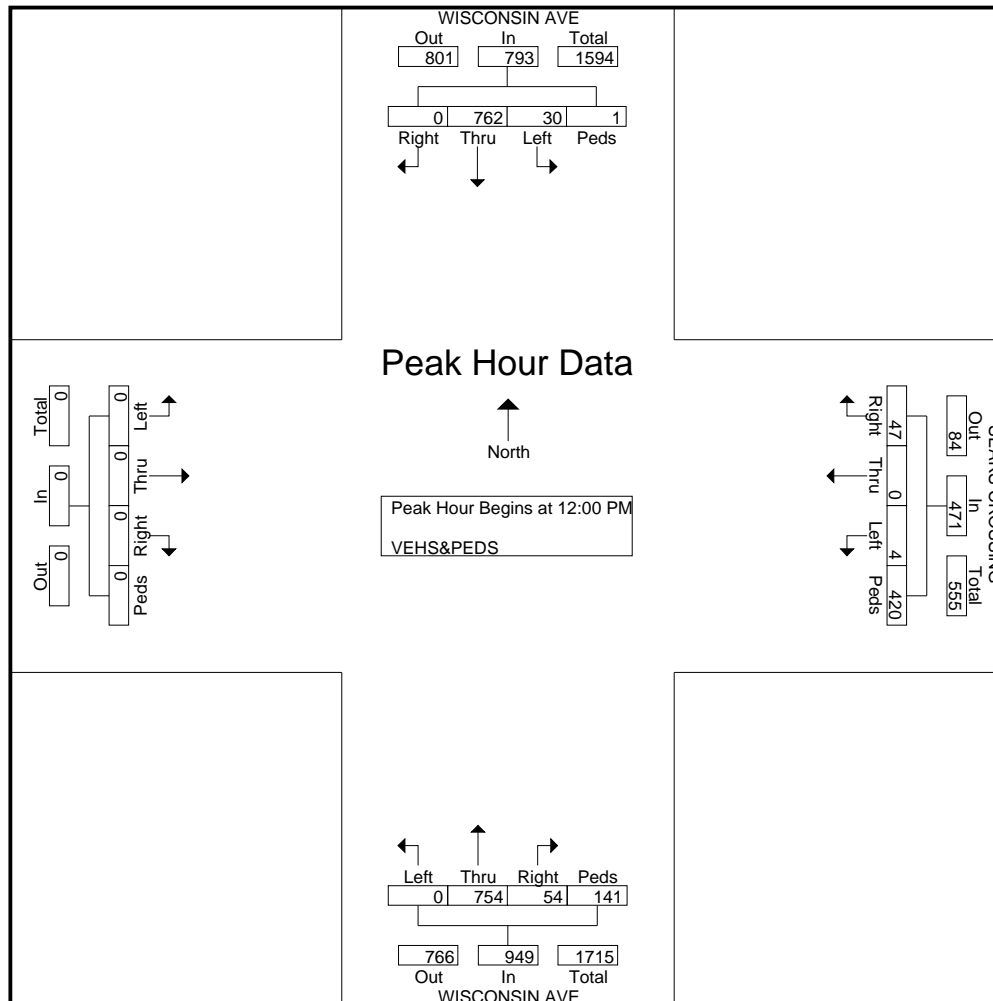 WISCONSIN AVE
Out In Total
801 793 1594
0 762 30 1
Right Thru Left Peds
Peak Hour Data
North
Peak Hour Begins at 12:00 PM
VEHS&PEDS
Total In Out
0 0 0
0 0 0 0
Left Thru Right Peds
Right Thru Left Peds
47 0 4 420
Out In Total
84 471 555
Left Thru Right Peds
0 754 54 141
766 949 1715
Out In Total
WISCONSIN AVE